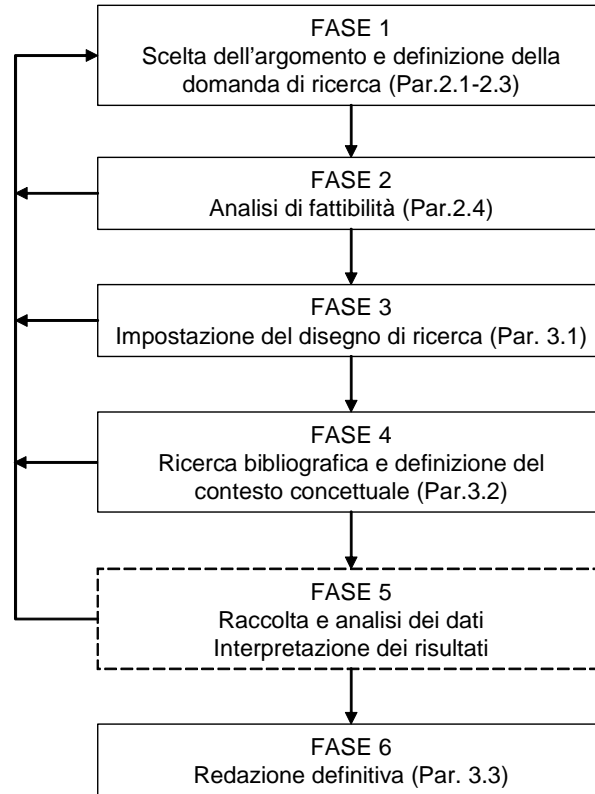 FASE 1
Scelta dell'argomento e definizione della
domanda di ricerca (Par.2.1-2.3)
FASE 2
Analisi di fattibilità (Par.2.4)
FASE 3
Impostazione del disegno di ricerca (Par. 3.1)
FASE 4
Ricerca bibliografica e definizione del
contesto concettuale (Par.3.2)
FASE 5
Raccolta e analisi dei dati
Interpretazione dei risultati
FASE 6
Redazione definitiva (Par. 3.3)